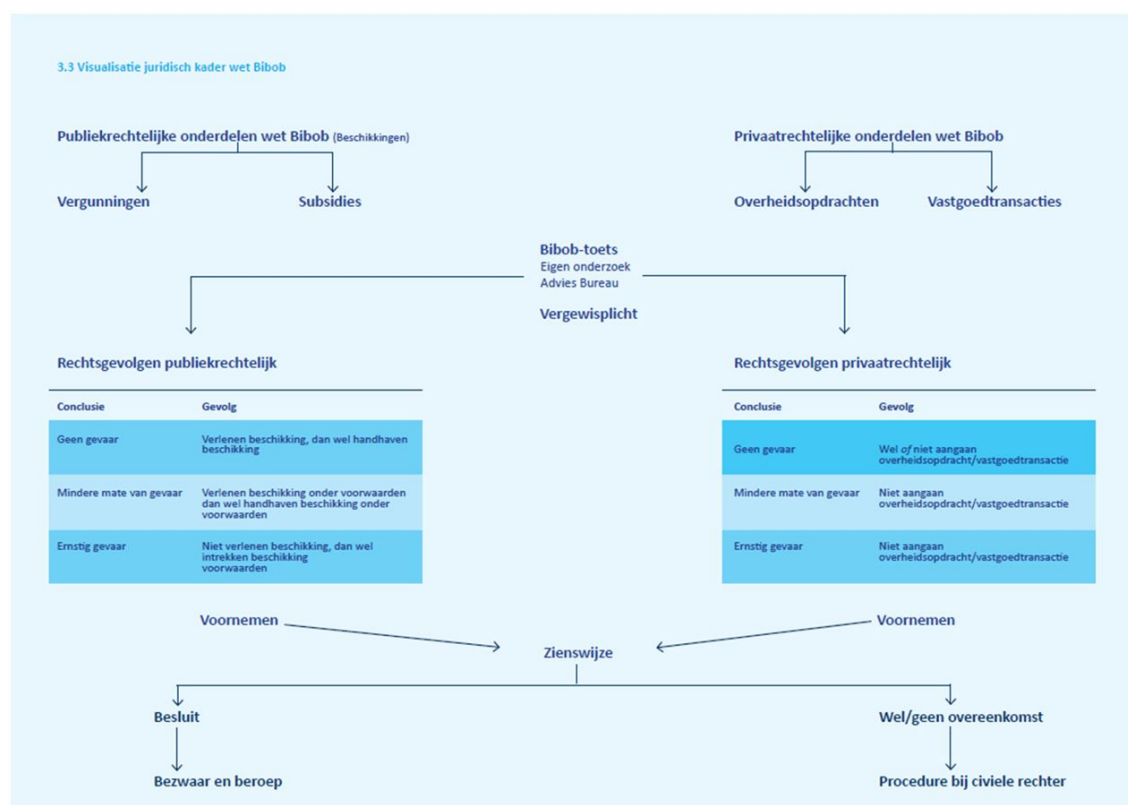 3.3 Visualisatie juridisch kader wet Bibob
Publiekrechtelijke onderdelen wet Bibob (Beschikkingen)
Vergunningen
Subsidies
Privaatrechtelijke onderdelen wet Bibob
Overheidsopdrachten
Vastgoedtransacties
Bibob-toets
Eigen onderzoek
Advies Bureau
Vergewisplicht
Rechtsgevolgen publiekrechtelijk
Conclusie Gevolg
Geen gevaar Verlenen beschikking, dan wel handhaven
beschikking
Mindere mate van gevaar Verlenen beschikking onder voorwaarden
dan wel handhaven beschikking onder
voorwaarden
Ernstig gevaar Niet verlenen beschikking, dan wel
intrekken beschikking
voorwaarden
Rechtsgevolgen privaatrechtelijk
Conclusie Gevolg
Geen gevaar Wel of niet aangaan
overheidsopdracht/vastgoedtransactie
Mindere mate van gevaar Niet aangaan
overheidsopdracht/vastgoedtransactie
Ernstig gevaar Niet aangaan
overheidsopdracht/vastgoedtransactie
Voornemen
Voornemen
Zienswijze
Besluit
Wel/geen overeenkomst
Bezwaar en beroep
Procedure bij civiele rechter